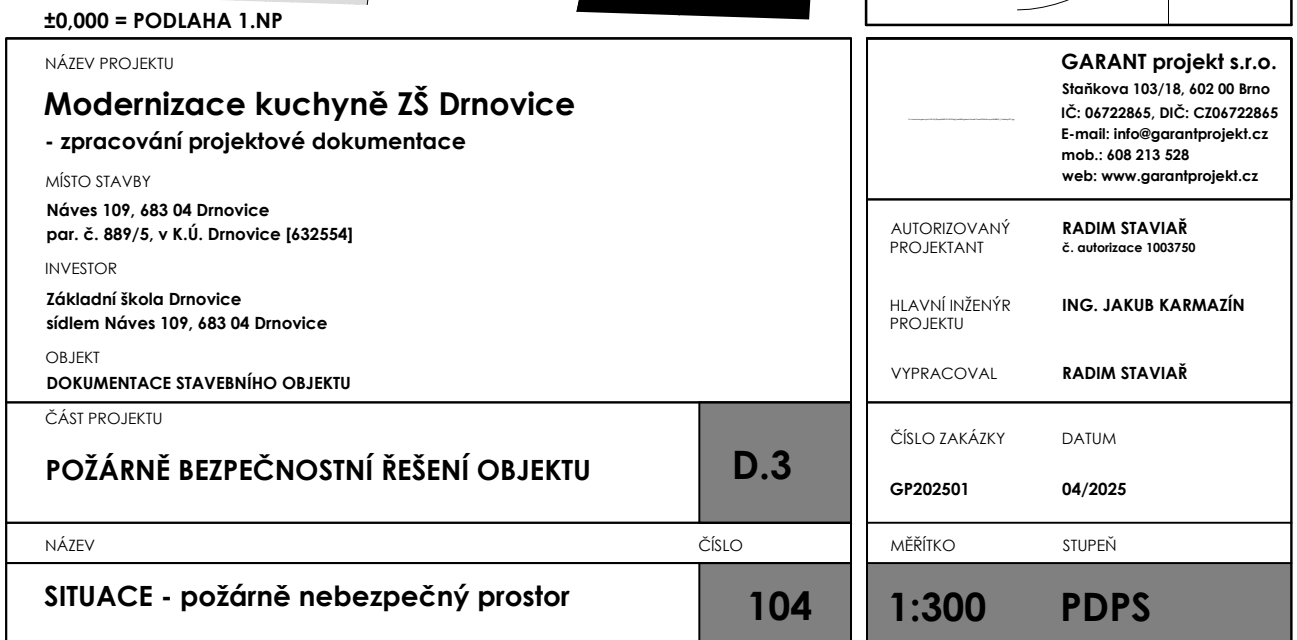 ±0,000 = PODLAHA 1.NP
NÁZEV PROJEKTU
Modernizace kuchyně ZŠ Drnovice
- zpracování projektové dokumentace
MÍSTO STAVBY
Náves 109, 683 04 Drnovice
par. č. 889/5, v K.Ú. Drnovice [632554]
INVESTOR
Základní škola Drnovice
sídlem Náves 109, 683 04 Drnovice
OBJEKT
DOKUMENTACE STAVEBNÍHO OBJEKTU
ČÁST PROJEKTU
POŽÁRNĚ BEZPEČNOSTNÍ ŘEŠENÍ OBJEKTU
D.3
NÁZEV
ČÍSLO
SITUACE - požárně nebezpečný prostor
104
GARANT projekt s.r.o.
Staňkova 103/18, 602 00 Brno
IČ: 06722865, DIČ: CZ06722865
E-mail: info@garantprojekt.cz
mob.: 608 213 528
web: www.garantprojekt.cz
AUTORIZOVANÝ PROJEKTANT
RADIM STAVIAŘ
č. autorizace 1003750
HLAVNÍ INŽENÝR PROJEKTU
ING. JAKUB KARMAZÍN
VYPRACOVAL
RADIM STAVIAŘ
ČÍSLO ZAKÁZKY
DATUM
GP202501
04/2025
MĚŘÍTKO
STUPEŇ
1:300
PDPS